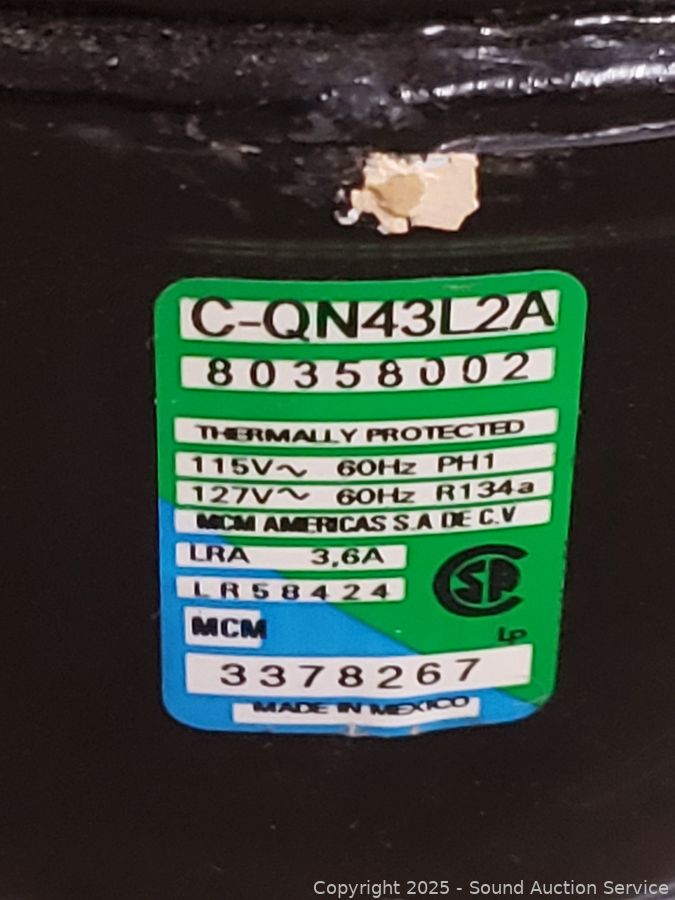 C-QN43L2A
80358002
THERMALLY PROTECTED
115V~ 60Hz PH1
127V~ 60Hz R134a
MCM AMERICAS S.A DE C.V
LRA 3,6A
LR58424
SP
MCM
Lp
3378267
MADE IN MEXICO
Copyright 2025 - Sound Auction Service